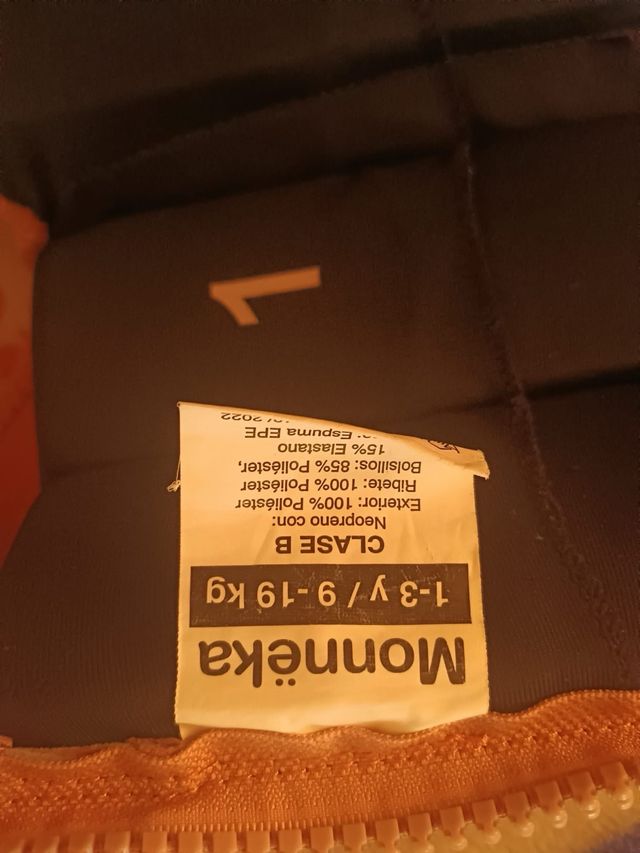 Monnëka
1-3 y / 9-19 kg
CLASE B
Neopreno con:
Exterior: 100% Poliéster
Ribete: 100% Poliéster
Bolsillos: 85% Poliéster,
15% Elastano
Espuma EPE
2022
1